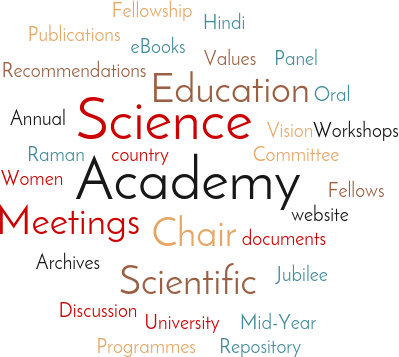 Fellowship
Hindi
Publications
eBooks
Values
Panel
Recommendations
Education
Oral
Annual
Science
Vision
Workshops
Raman
country
Committee
Women
Academy
Fellows
Meetings
website
Chair
documents
Archives
Scientific
Jubilee
Discussion
University
Mid-Year
Programmes
Repository